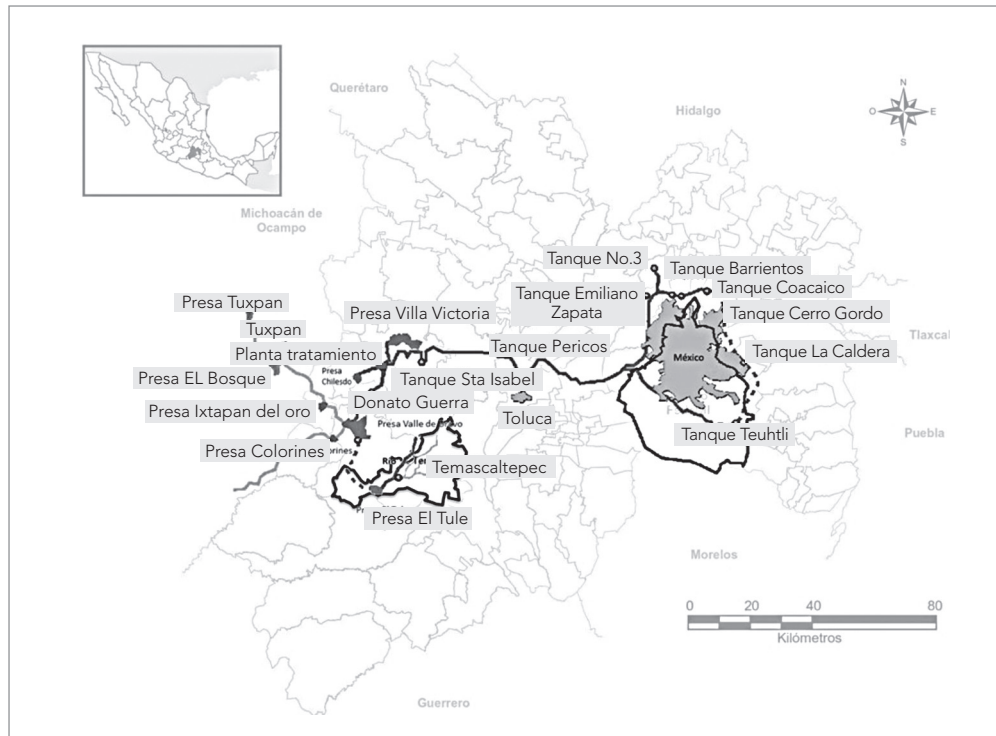 N
O
E
S
Querétaro
Hidalgo
Michoacán de
Ocampo
Tanque No.3
Tanque Barrientos
Tanque Emiliano
Zapata
Tanque Coacaico
Presa Tuxpan
Presa Villa Victoria
Tanque Cerro Gordo
Tuxpan
Tlaxcal
Planta tratamiento
Tanque Pericos
México
Tanque La Caldera
Presa EL Bosque
Presa
Chilesdo
Tanque Sta Isabel
Presa Ixtapan del oro
Donato Guerra
Toluca
Presa Valle de
Tanque Teuhtli
Puebla
Presa Colorines
Temascaltepec
Presa El Tule
Morelos
0 20 40 80
Kilómetros
Guerrero